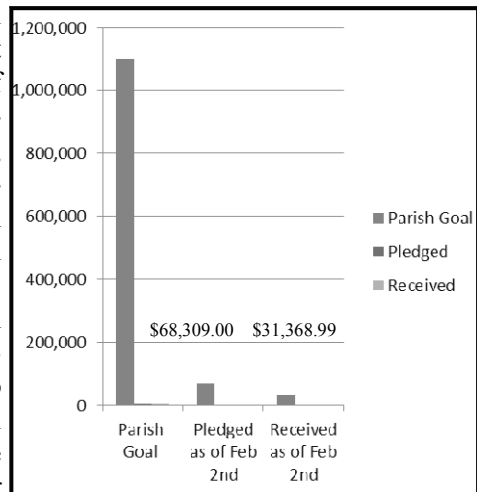 1,200,000
1,000,000
800,000
600,000
400,000
200,000
0
$68,309.00 $31,368.99
Parish Goal
Pledged
Received
Parish Pledged Received
Goal as of Feb as of Feb
2nd 2nd